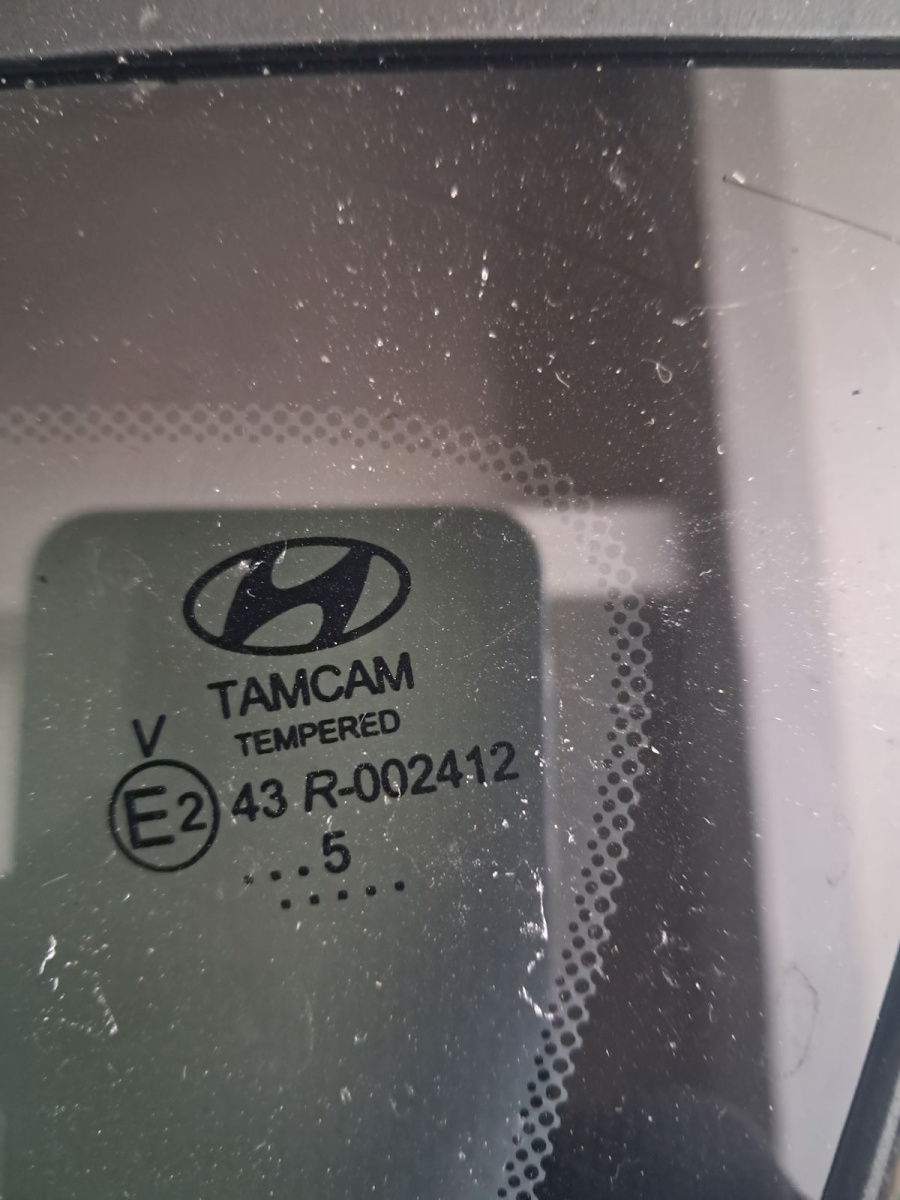 TAMCAM
TEMPERED
V
E2 43 R-002412
...5
.....